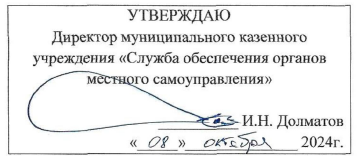 УТВЕРЖДАЮ
Директор муниципального казенного
учреждения «Служба обеспечения органов
местного самоуправления»
И.Н. Долматов
« 08 » октября 2024г.